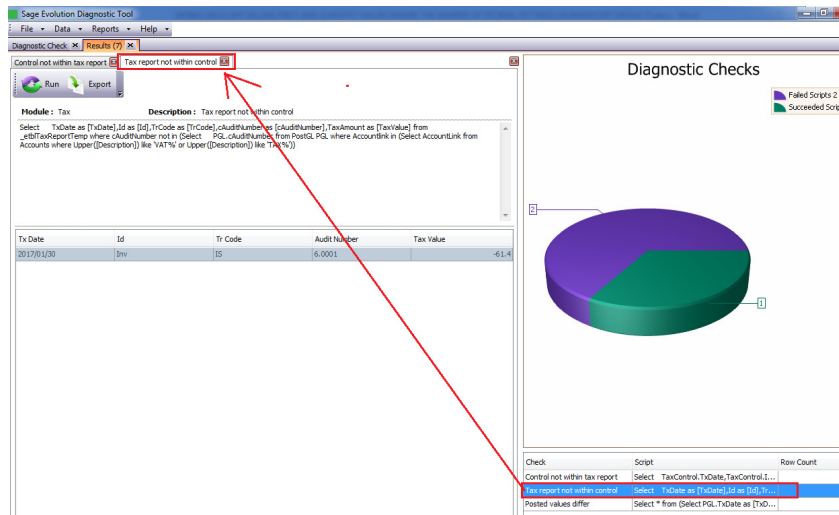 Sage Evolution Diagnostic Tool
File Data Reports Help
Diagnostic Check Results (7)
Control not within tax report Tax report not within control
Run Export
Module : Tax Description : Tax report not within control
Select TxDate as [TxDate],Id as [Id],TrCode as [TrCode],cAuditNumber as [cAuditNumber],TaxAmount as [TaxValue] from
_etblTaxReportTemp where cAuditNumber not in (Select PGL.cAuditNumber from PostGL PGL where Accountlink in (Select AccountLink from
Accounts where Upper([Description]) like 'VAT%' or Upper([Description]) like 'TAX%'))
Tx Date Id Tr Code Audit Number Tax Value
2017/01/30 Inv IS 6.0001 -61.4
Diagnostic Checks
Failed Scripts 2
Succeeded Scrip
2
1
Check Script Row Count
Control not within tax report Select TaxControl.TxDate,TaxControl.I...
Tax report not within control Select TxDate as [TxDate],Id as [Id],Tr...
Posted values differ Select * from (Select PGL.TxDate as [TxD...